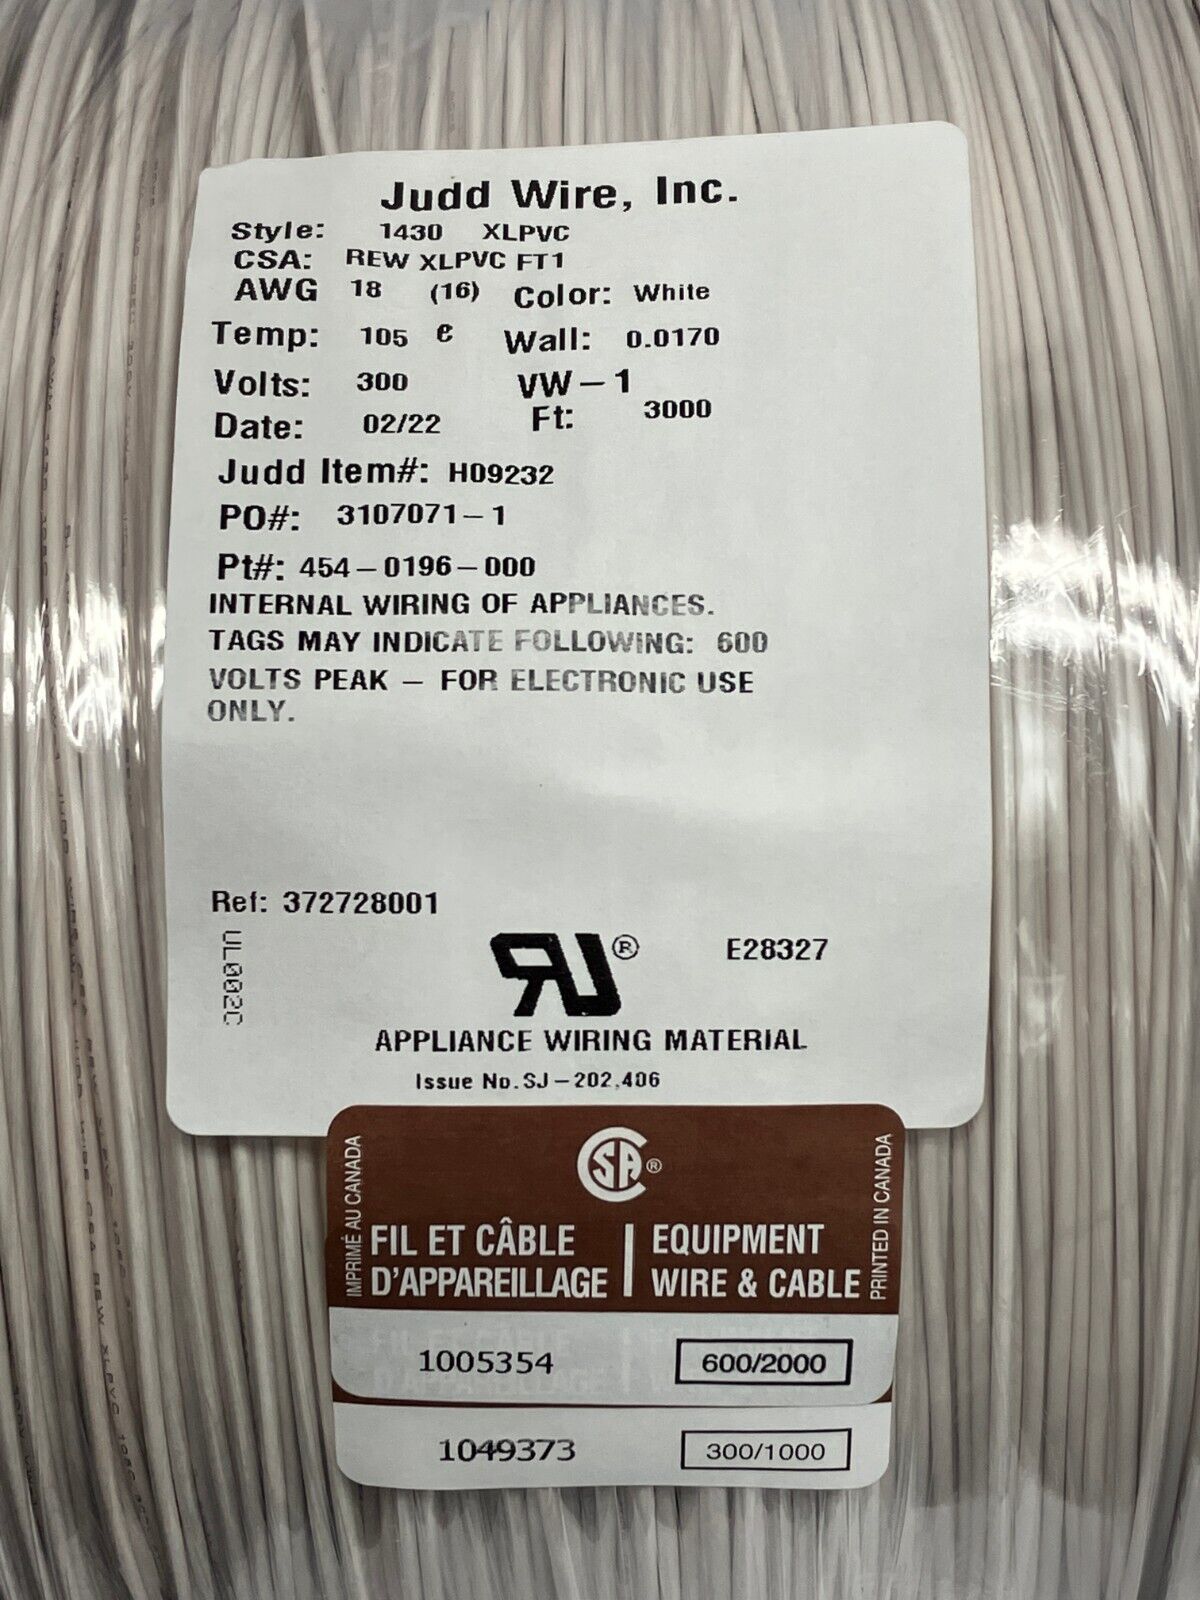 Judd Wire, Inc.
Style: 1430 XLPVC
CSA: REW XLPVC FT1
AWG 18 (16) Color: White
Temp: 105 C Wall: 0.0170
Volts: 300 VW-1
Date: 02/22 Ft: 3000
Judd Item#: H09232
PO#: 3107071-1
Pt#: 454-0196-000
INTERNAL WIRING OF APPLIANCES.
TAGS MAY INDICATE FOLLOWING: 600
VOLTS PEAK - FOR ELECTRONIC USE
ONLY.
Ref: 372728001
UL002C
RU® E28327
APPLIANCE WIRING MATERIAL
Issue No. SJ-202,406
CSA®
IMPRIMÉ AU CANADA
FIL ET CÂBLE
D'APPAREILLAGE
EQUIPMENT
WIRE & CABLE
PRINTED IN CANADA
1005354 600/2000
1049373 300/1000